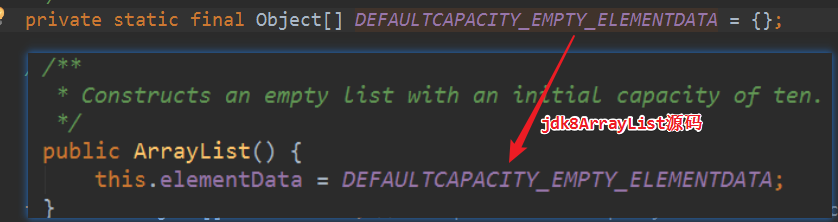 private static final Object[] DEFAULTCAPACITY_EMPTY_ELEMENTDATA = {};
/**
* Constructs an empty list with an initial capacity of ten.
*/
jdk8ArrayList源码
public ArrayList() {
this.elementData = DEFAULTCAPACITY_EMPTY_ELEMENTDATA;
}